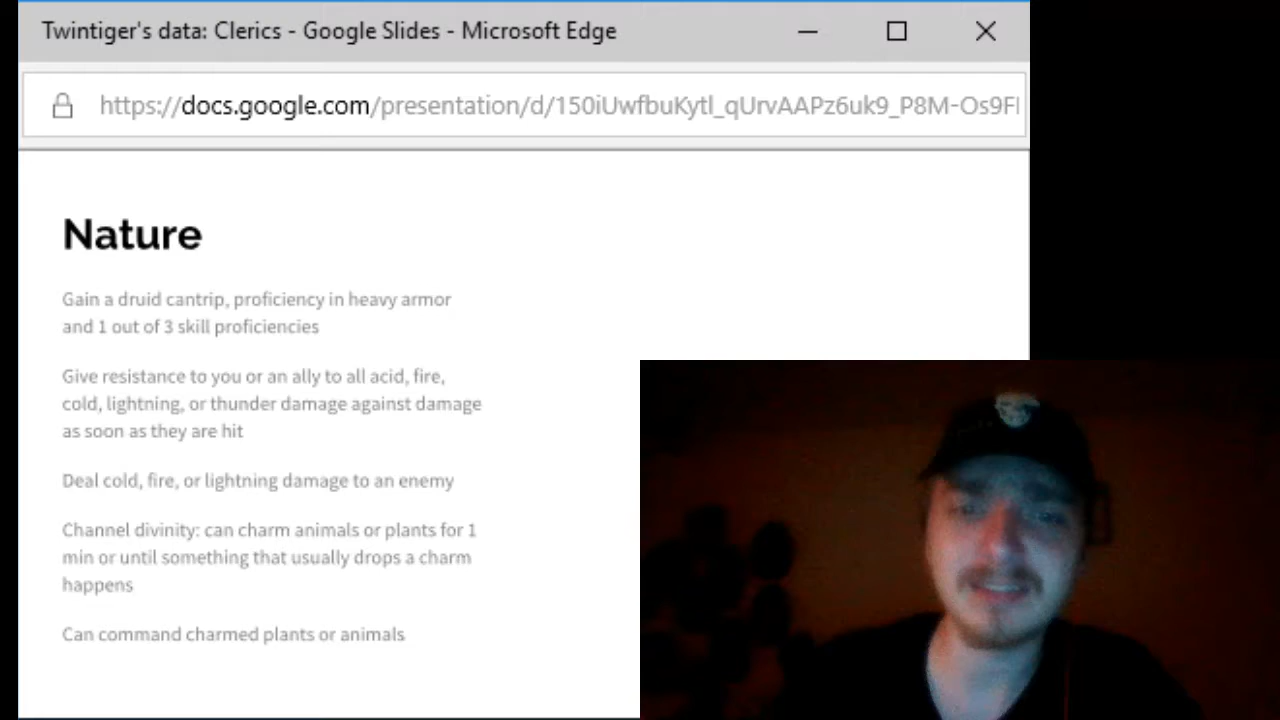 Twintiger's data: Clerics - Google Slides - Microsoft Edge
https://docs.google.com/presentation/d/150iUwfbuKytl_qUrvAAPz6uk9_P8M-Os9F
Nature
Gain a druid cantrip, proficiency in heavy armor
and 1 out of 3 skill proficiencies
Give resistance to you or an ally to all acid, fire,
cold, lightning, or thunder damage against damage
as soon as they are hit
Deal cold, fire, or lightning damage to an enemy
Channel divinity: can charm animals or plants for 1
min or until something that usually drops a charm
happens
Can command charmed plants or animals